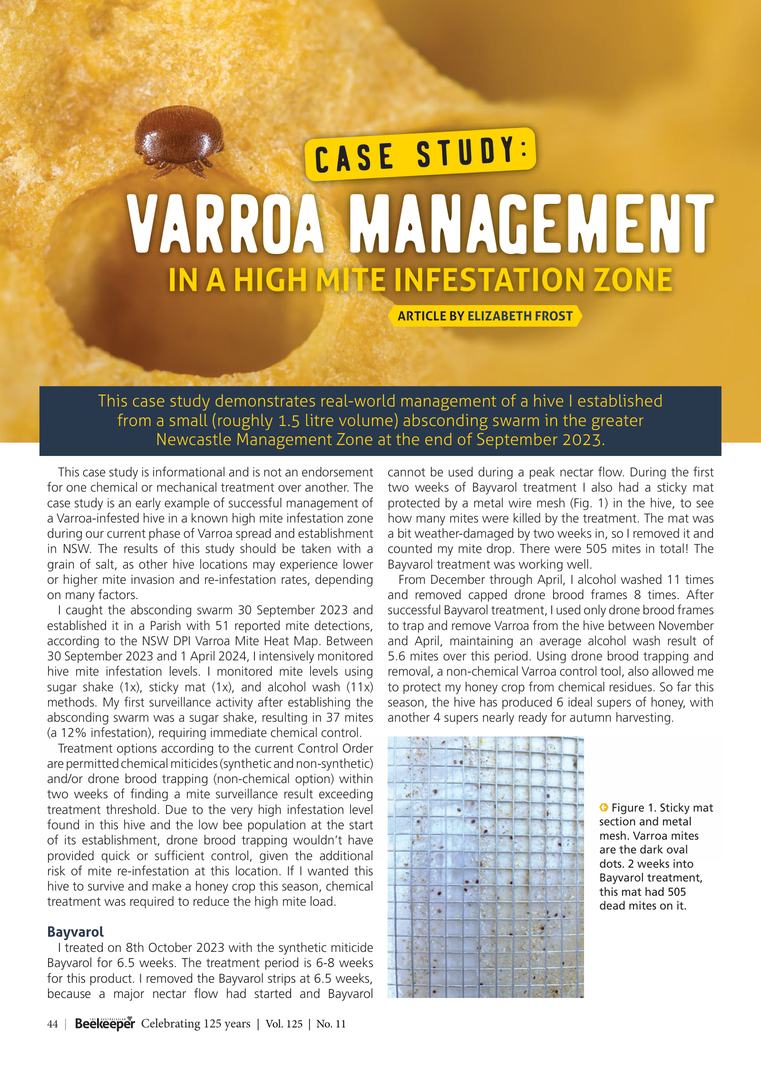 CASE STUDY:
VARROA MANAGEMENT
IN A HIGH MITE INFESTATION ZONE
ARTICLE BY ELIZABETH FROST
This case study demonstrates real-world management of a hive I established
from a small (roughly 1.5 litre volume) absconding swarm in the greater
Newcastle Management Zone at the end of September 2023.
This case study is informational and is not an endorsement
for one chemical or mechanical treatment over another. The
case study is an early example of successful management of
a Varroa-infested hive in a known high mite infestation zone
during our current phase of Varroa spread and establishment
in NSW. The results of this study should be taken with a
grain of salt, as other hive locations may experience lower
or higher mite invasion and re-infestation rates, depending
on many factors.
I caught the absconding swarm 30 September 2023 and
established it in a Parish with 51 reported mite detections,
according to the NSW DPI Varroa Mite Heat Map. Between
30 September 2023 and 1 April 2024, I intensively monitored
hive mite infestation levels. I monitored mite levels using
sugar shake (1x), sticky mat (1x), and alcohol wash (11x)
methods. My first surveillance activity after establishing the
absconding swarm was a sugar shake, resulting in 37 mites
(a 12% infestation), requiring immediate chemical control.
Treatment options according to the current Control Order
are permitted chemical miticides (synthetic and non-synthetic)
and/or drone brood trapping (non-chemical option) within
two weeks of finding a mite surveillance result exceeding
treatment threshold. Due to the very high infestation level
found in this hive and the low bee population at the start
of its establishment, drone brood trapping wouldn't have
provided quick or sufficient control, given the additional
risk of mite re-infestation at this location. If I wanted this
hive to survive and make a honey crop this season, chemical
treatment was required to reduce the high mite load.
Bayvarol
I treated on 8th October 2023 with the synthetic miticide
Bayvarol for 6.5 weeks. The treatment period is 6-8 weeks
for this product. I removed the Bayvarol strips at 6.5 weeks,
because a major nectar flow had started and Bayvarol
cannot be used during a peak nectar flow. During the first
two weeks of Bayvarol treatment I also had a sticky mat
protected by a metal wire mesh (Fig. 1) in the hive, to see
how many mites were killed by the treatment. The mat was
a bit weather-damaged by two weeks in, so I removed it and
counted my mite drop. There were 505 mites in total! The
Bayvarol treatment was working well.
From December through April, I alcohol washed 11 times
and removed capped drone brood frames 8 times. After
successful Bayvarol treatment, I used only drone brood frames
to trap and remove Varroa from the hive between November
and April, maintaining an average alcohol wash result of
5.6 mites over this period. Using drone brood trapping and
removal, a non-chemical Varroa control tool, also allowed me
to protect my honey crop from chemical residues. So far this
season, the hive has produced 6 ideal supers of honey, with
another 4 supers nearly ready for autumn harvesting.
Figure 1. Sticky mat
section and metal
mesh. Varroa mites
are the dark oval
dots. 2 weeks into
Bayvarol treatment,
this mat had 505
dead mites on it.
44 | Beekeeper Celebrating 125 years | Vol. 125 | No. 11